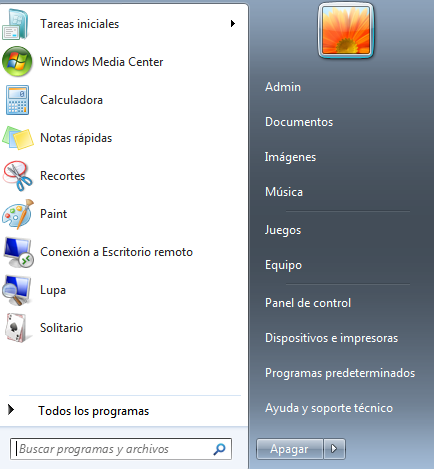 Tareas iniciales
Windows Media Center
Calculadora
Notas rápidas
Recortes
Paint
Conexión a Escritorio remoto
Lupa
Solitario
Todos los programas
Buscar programas y archivos
Admin
Documentos
Imágenes
Música
Juegos
Equipo
Panel de control
Dispositivos e impresoras
Programas predeterminados
Ayuda y soporte técnico
Apagar